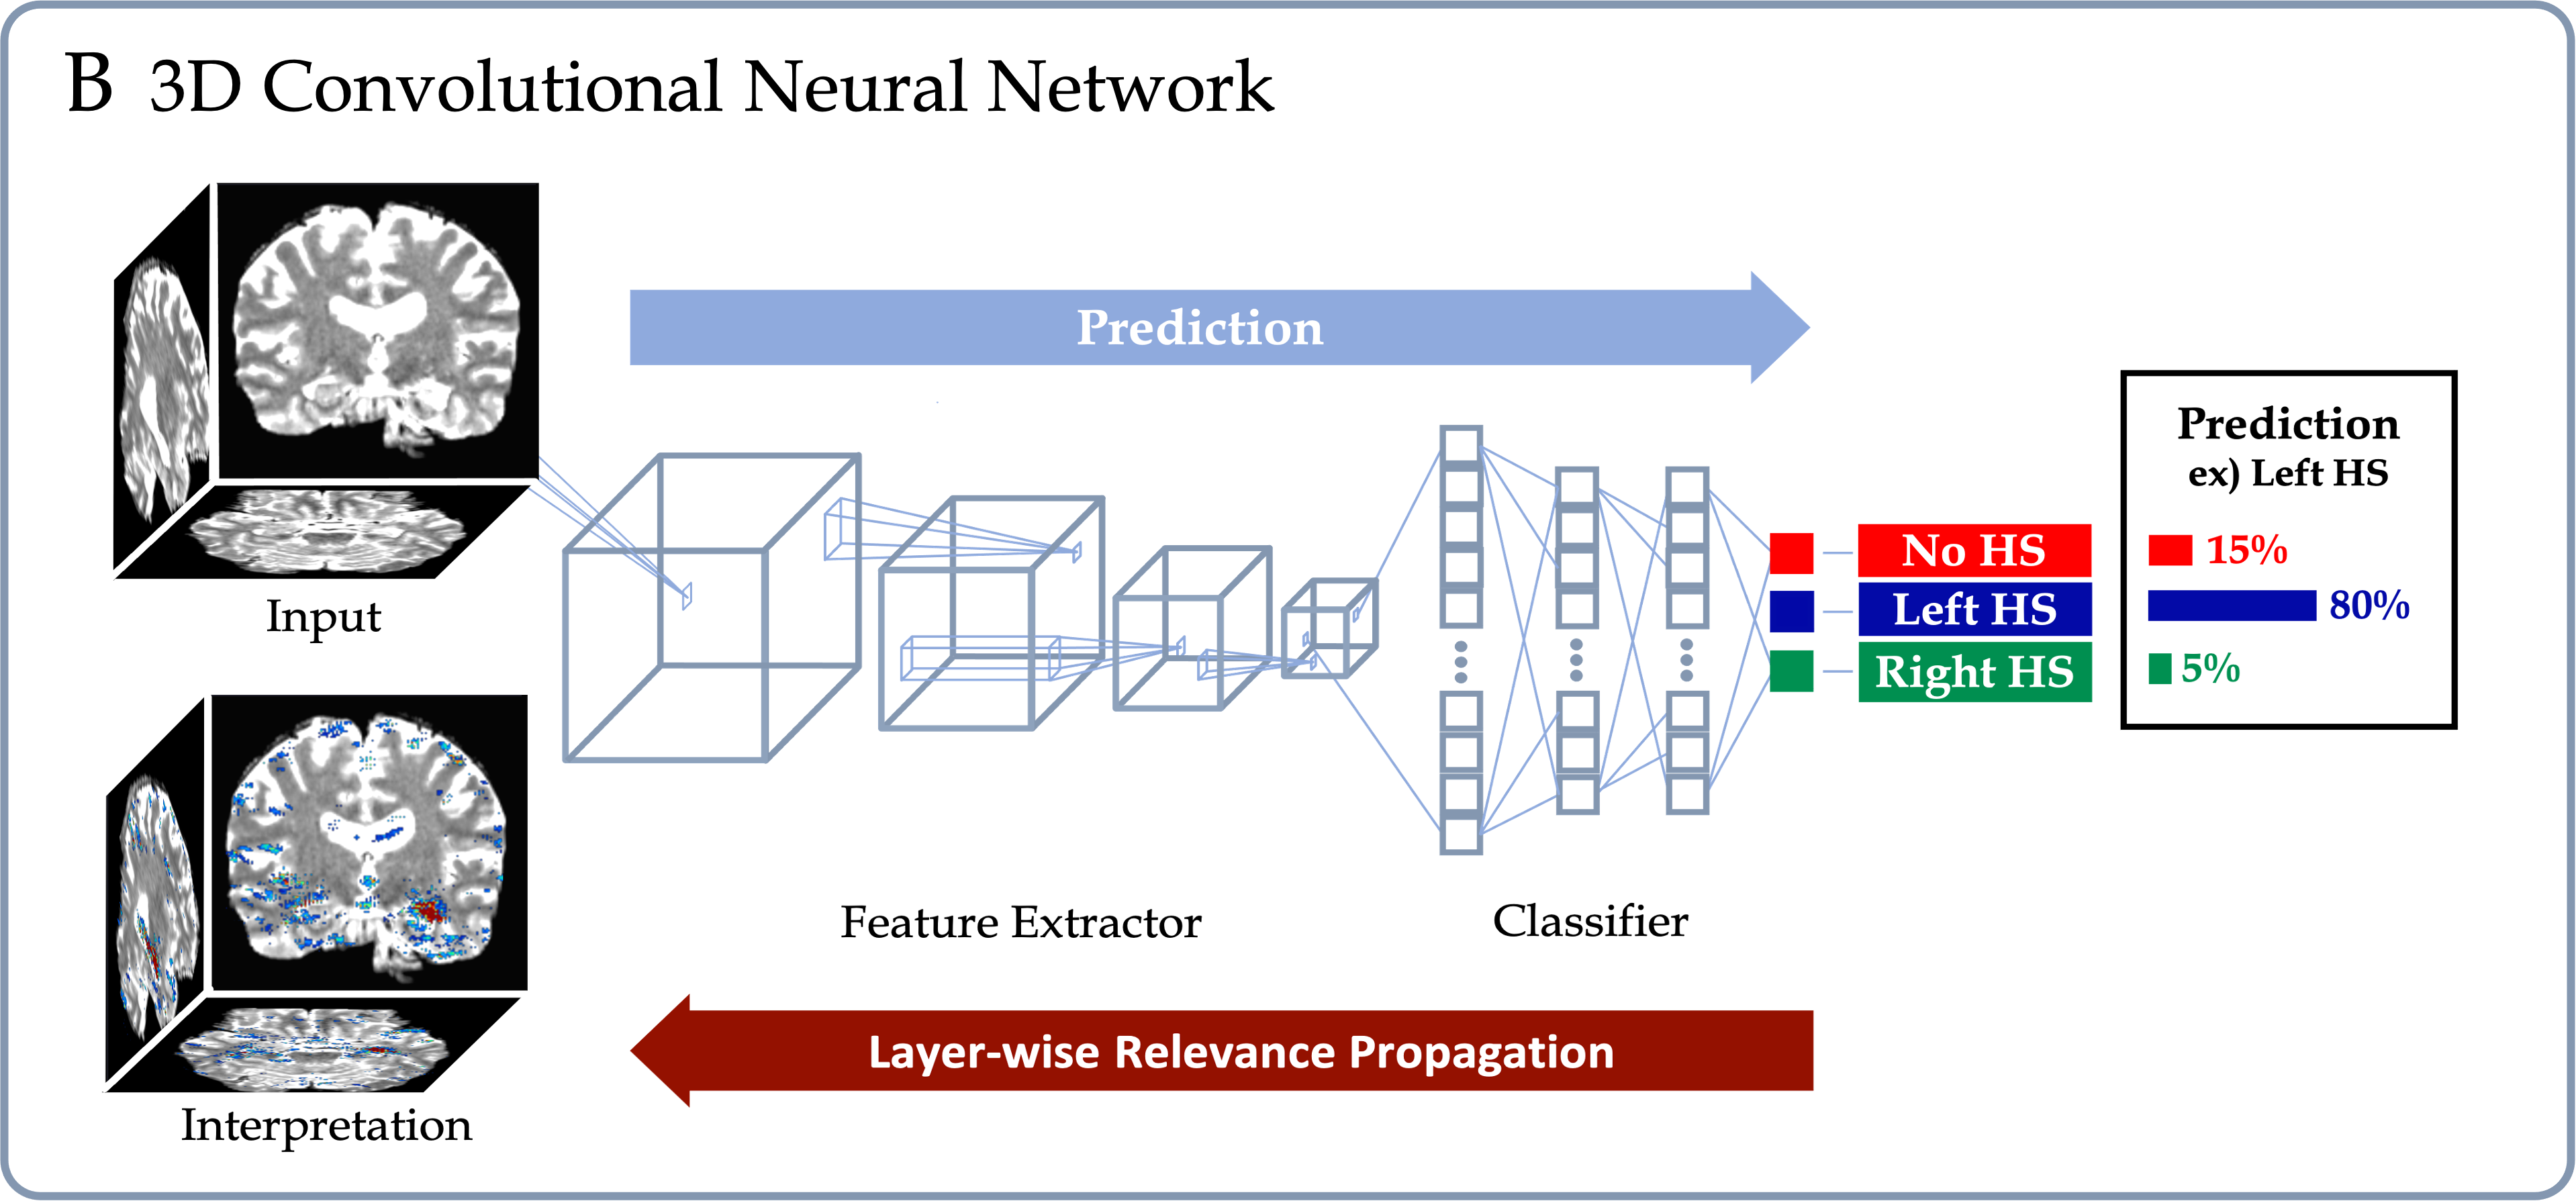 B 3D Convolutional Neural Network
Prediction
Input
No HS
Left HS
Right HS
Prediction
ex) Left HS
15%
80%
5%
Feature Extractor
Classifier
Layer-wise Relevance Propagation
Interpretation